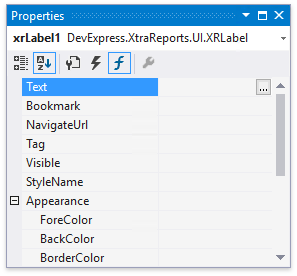 Properties
xrLabel1 DevExpress.XtraReports.UI.XRLabel
Text ...
Bookmark
NavigateUrl
Tag
Visible
StyleName
Appearance
ForeColor
BackColor
BorderColor